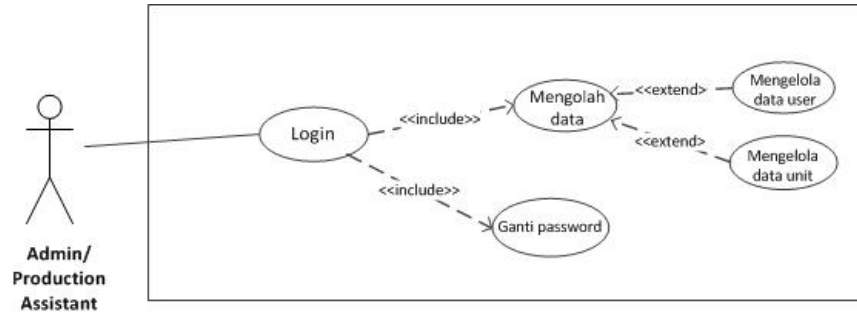 Login
<<include>>
<<include>>
Mengolah
data
<<extend>
<<extend>
Mengelola
data user
Mengelola
data unit
Ganti password
Admin/
Production
Assistant